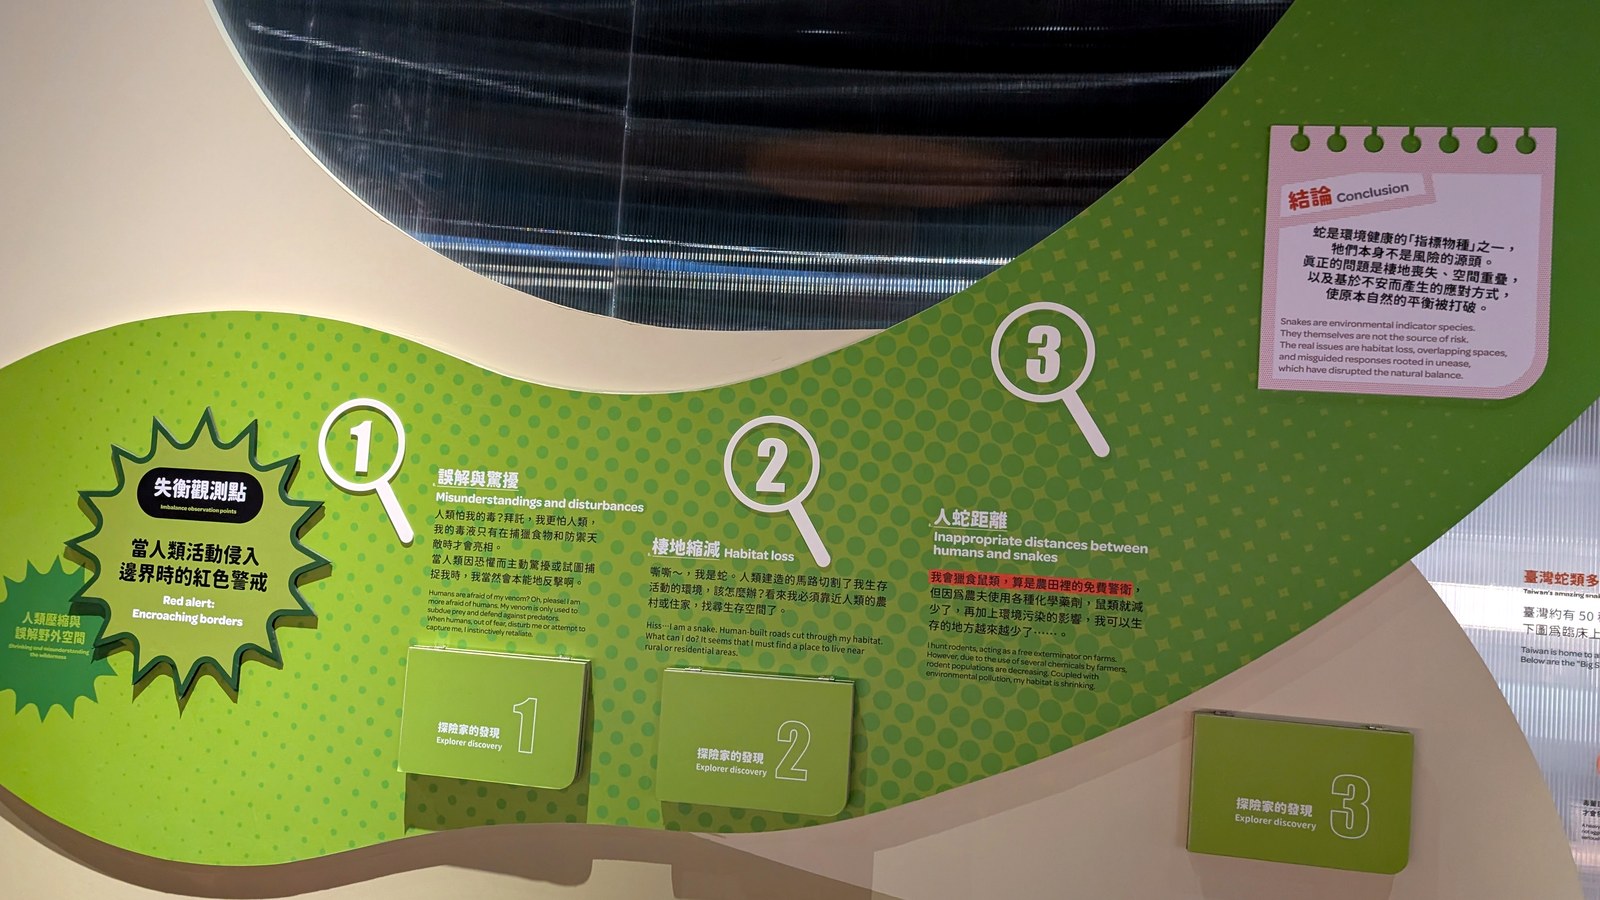 人類壓縮與
誤解野外空間
Shrinking and misunderstanding
the wilderness
失衡觀測點
Imbalance observation points
當人類活動侵入
邊界時的紅色警戒
Red alert:
Encroaching borders
1
誤解與驚擾
Misunderstandings and disturbances
人類怕我的毒?拜託,我更怕人類,
我的毒液只有在捕獵食物和防禦天
敵時才會亮相。
當人類因恐懼而主動驚擾或試圖捕
捉我時,我當然會本能地反擊啊。
Humans are afraid of my venom? Oh, please! I am
more afraid of humans. My venom is only used to
subdue prey and defend against predators.
When humans, out of fear, disturb me or attempt to
capture me, I instinctively retaliate.
探險家的發現
Explorer discovery
1
2
棲地縮減 Habitat loss
嘶嘶~,我是蛇。人類建造的馬路切割了我生存
活動的環境,該怎麼辦?看來我必須靠近人類的農
村或住家,找尋生存空間了。
Hiss…I am a snake. Human-built roads cut through my habitat.
What can I do? It seems that I must find a place to live near
rural or residential areas.
探險家的發現
Explorer discovery
2
3
人蛇距離
Inappropriate distances between
humans and snakes
我會獵食鼠類,算是農田裡的免費警衛,
但因為農夫使用各種化學藥劑,鼠類就減
少了,再加上環境污染的影響,我可以生
存的地方越來越少了……。
I hunt rodents, acting as a free exterminator on farms.
However, due to the use of several chemicals by farmers,
rodent populations are decreasing. Coupled with
environmental pollution, my habitat is shrinking.
探險家的發現
Explorer discovery
3
結論 Conclusion
蛇是環境健康的「指標物種」之一,
牠們本身不是風險的源頭。
真正的問題是棲地喪失、空間重疊,
以及基於不安而產生的應對方式,
使原本自然的平衡被打破。
Snakes are environmental indicator species.
They themselves are not the source of risk.
The real issues are habitat loss, overlapping spaces,
and misguided responses rooted in unease,
which have disrupted the natural balance.
臺灣蛇類多
Taiwan's amazing
臺灣約有 50
下圖為臨床上
Taiwan is home to
Below are the "Big